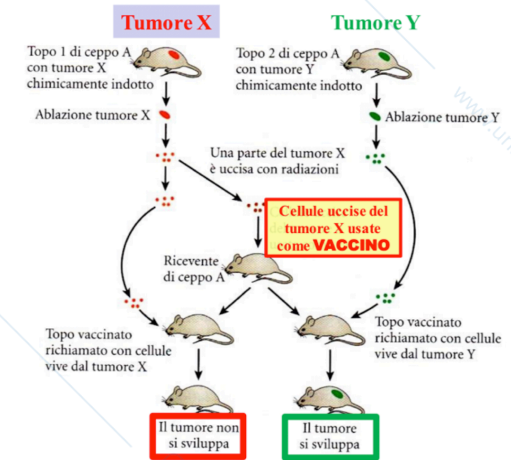 Tumore X
Tumore Y
Topo 1 di ceppo A
con tumore X
chimicamente indotto
Topo 2 di ceppo A
con tumore Y
chimicamente indotto
Ablazione tumore X
Ablazione tumore Y
Una parte del tumore X
è uccisa con radiazioni
Cellule uccise del
tumore X usate
come VACCINO
Ricevente
di ceppo A
Topo vaccinato
richiamato con cellule
vive dal tumore X
Topo vaccinato
richiamato con cellule
vive del tumore Y
Il tumore non
si sviluppa
Il tumore
si sviluppa